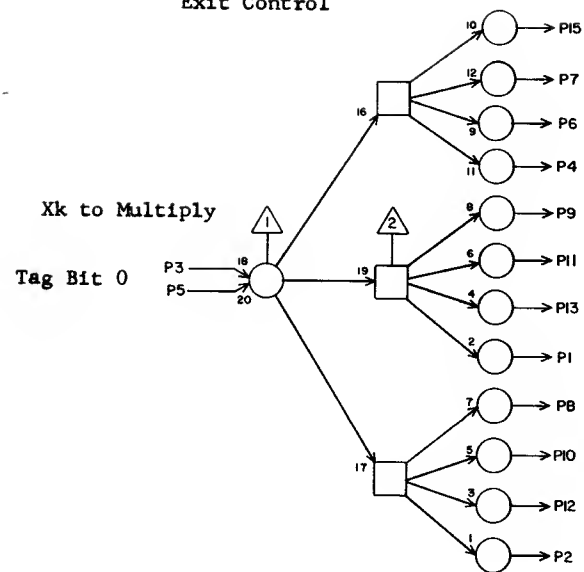 Exit Control
10 P15
12 P7
16
9 P6
11 P4
Xk to Multiply
1
2
8 P9
P3 18
19
6 P11
Tag Bit 0
P5 20
4 P13
2 P1
7 P8
17
5 P10
3 P12
1 P2